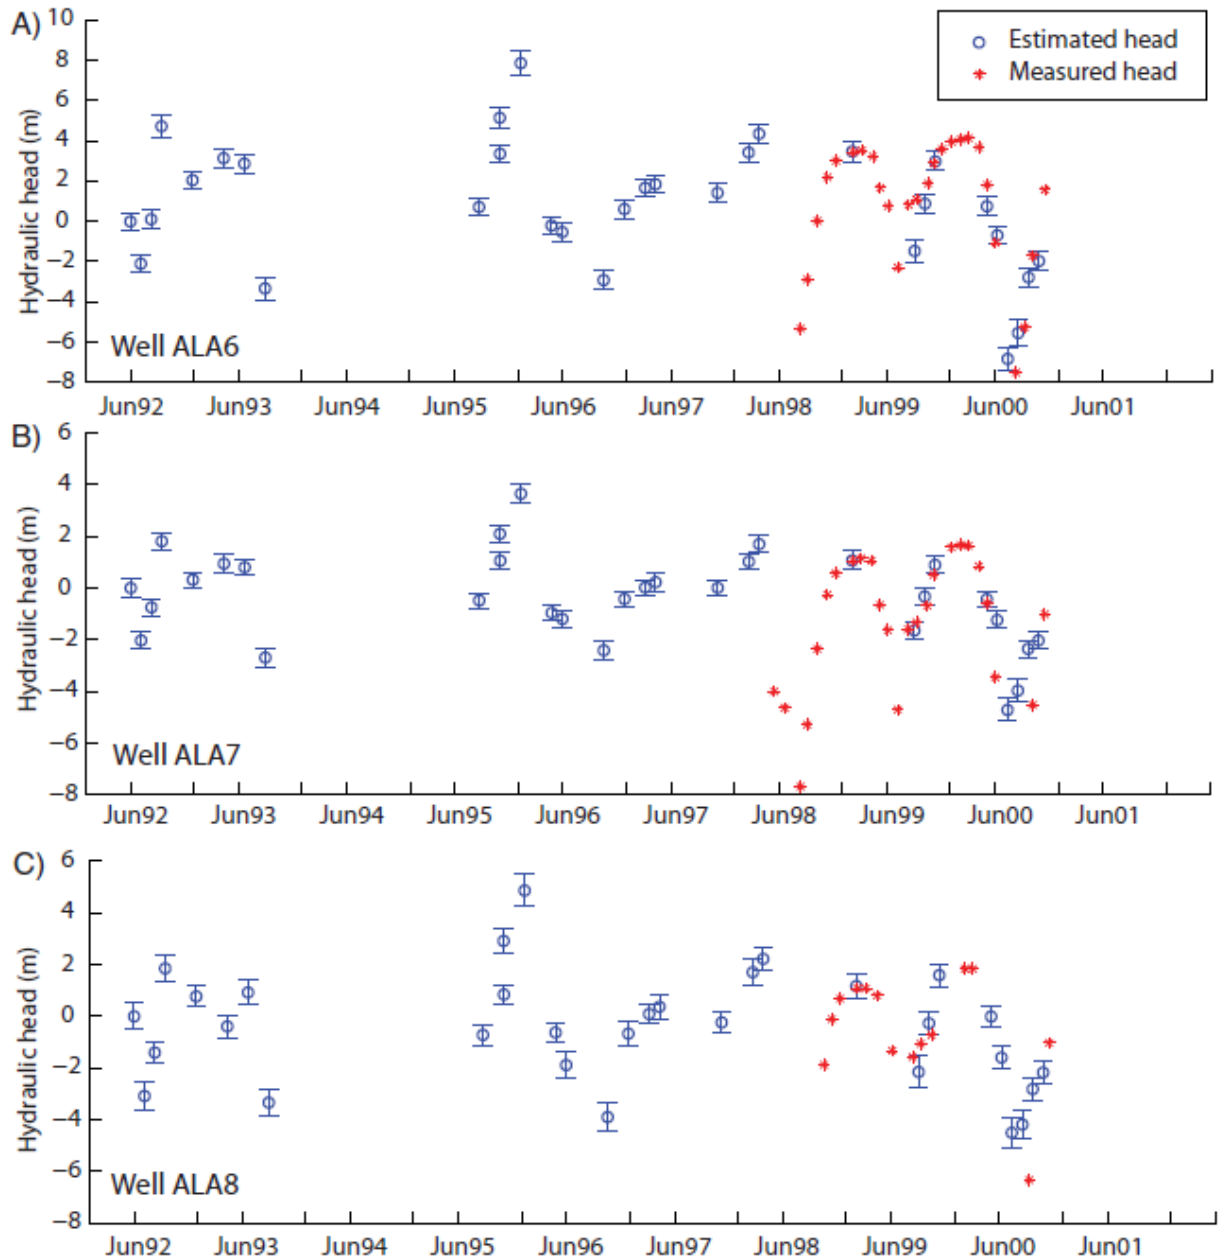 A)
Hydraulic head (m)
10
8
6
4
2
0
−2
−4
−6
−8
Estimated head
Measured head
Well ALA6
Jun92 Jun93 Jun94 Jun95 Jun96 Jun97 Jun98 Jun99 Jun00 Jun01
B)
Hydraulic head (m)
6
4
2
0
−2
−4
−6
−8
Well ALA7
Jun92 Jun93 Jun94 Jun95 Jun96 Jun97 Jun98 Jun99 Jun00 Jun01
C)
Hydraulic head (m)
6
4
2
0
−2
−4
−6
−8
Well ALA8
Jun92 Jun93 Jun94 Jun95 Jun96 Jun97 Jun98 Jun99 Jun00 Jun01